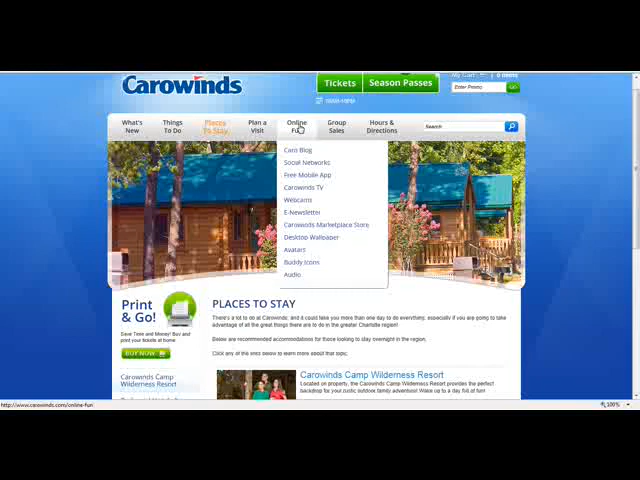 Carowinds
Tickets
Season Passes
My Cart
0 Items
Enter Promo
GO
10AM-10PM
What's New
Things To Do
Places To Stay
Plan a Visit
Online Fun
Group Sales
Hours & Directions
Search
Caro Blog
Social Networks
Free Mobile App
Carowinds TV
Webcams
E-Newsletter
Carowinds Marketplace Store
Desktop Wallpaper
Avatars
Buddy Icons
Audio
Print
& Go!
Save Time and Money! Buy and
print your tickets at home
BUY NOW
Carowinds Camp
Wilderness Resort
PLACES TO STAY
There's a lot to do at Carowinds, and it could take you more than one day to do everything, especially if you are going to
take advantage of all the great things there are to do in the greater Charlotte region!
Below are recommended accommodations for those looking to stay overnight in the region.
Click any of the links below to learn more about that topic.
Carowinds Camp Wilderness Resort
Located on property, the Carowinds Camp Wilderness Resort provides the perfect
backdrop for your rustic outdoor family adventure! Wake up to a day full of fun!
http://www.carowinds.com/online-fun
100%